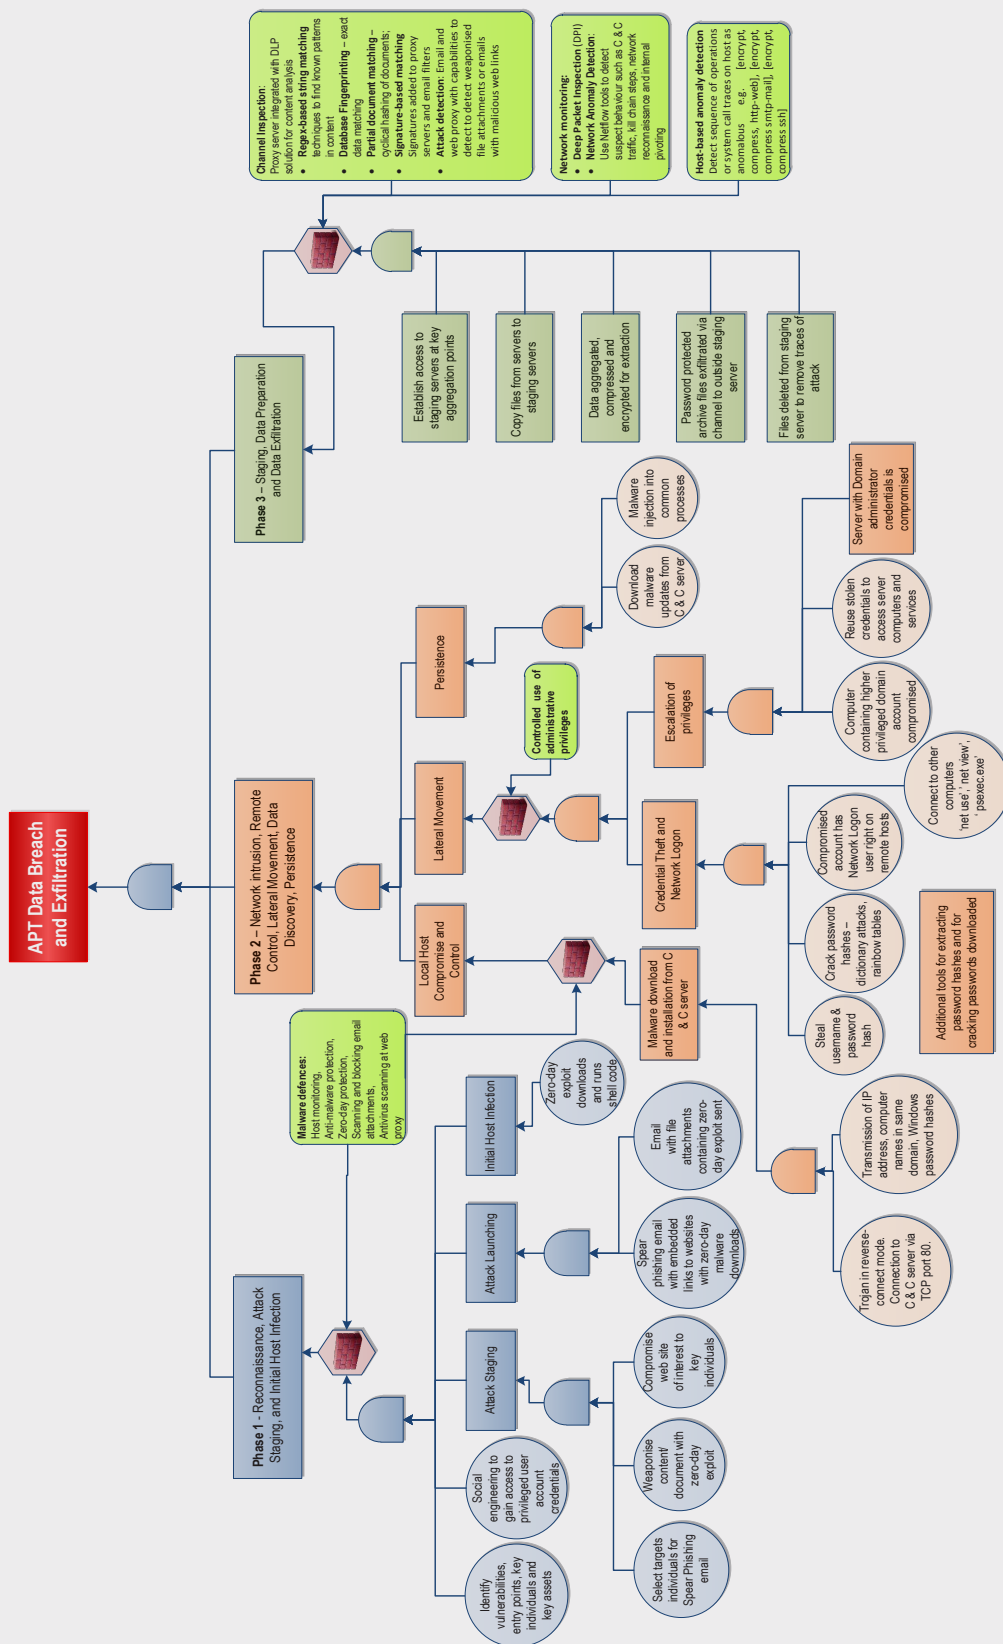 APT Data Breach
and Exfiltration
Phase 1 - Reconnaissance, Attack
Staging, and Initial Host Infection
Phase 2 – Network intrusion, Remote
Control, Lateral Movement, Data
Discovery, Persistence
Phase 3 – Staging, Data Preparation
and Data Exfiltration
Malware defences:
Host monitoring,
Anti-malware protection,
Zero-day protection,
Scanning and blocking email
attachments,
Antivirus scanning at web
proxy
Channel Inspection:
Proxy server integrated with DLP
solution for content analysis
• Regex-based string matching
techniques to find known patterns
in content
• Database Fingerprinting – exact
data matching
• Partial document matching –
cyclical hashing of documents;
• Signature-based matching
Signatures added to proxy
servers and email filters
• Attack detection: Email and
web proxy with capabilities to
detect to detect weaponised
file attachments or emails
with malicious web links
Network monitoring:
• Deep Packet Inspection (DPI)
• Network Anomaly Detection:
Use Netflow tools to detect
suspect behaviour such as C & C
traffic, kill chain steps, network
reconnaissance and internal
pivoting
Host-based anomaly detection
Detect sequence of operations
or system call traces on host as
anomalous e.g. [encrypt,
compress, http-web], [encrypt,
compress smtp-mail], [encrypt,
compress ssh]
Identify
vulnerabilities,
entry points, key
individuals and
key assets
Social
engineering to
gain access to
privileged user
account
credentials
Attack Staging
Attack Launching
Initial Host Infection
Local Host
Compromise and
Control
Lateral Movement
Persistence
Controlled use of
administrative
privileges
Establish access to
staging servers at key
aggregation points
Copy files from servers to
staging servers
Data aggregated,
compressed and
encrypted for extraction
Password protected
archive files exfiltrated via
channel to outside staging
server
Files deleted from staging
server to remove traces of
attack
Select targets
individuals for
Spear Phishing
email
Weaponise
content/
document with
zero-day
exploit
Compromise
web site
of interest to
key
individuals
Spear
phishing email
with embedded
links to websites
with zero-day
malware
downloads
Email
with file
attachments
containing zero-
day exploit sent
Zero-day
exploit
downloads
and runs
shell code
Malware download
and installation from C
& C server
Credential Theft and
Network Logon
Escalation of
privileges
Download
malware
updates from
C & C server
Malware
injection into
common
processes
Trojan in reverse-
connect mode.
Connection to
C & C server via
TCP port 80.
Transmission of IP
address, computer
names in same
domain, Windows
password hashes
Steal
username &
password
hash
Crack password
hashes –
dictionary attacks,
rainbow tables
Compromised
account has
Network Logon
user right on
remote hosts
Connect to other
computers
'net use',' net view',
' psexec.exe'
Computer
containing higher
privileged domain
account
compromised
Reuse stolen
credentials to
access server
computers and
services
Server with Domain
administrator
credentials is
compromised
Additional tools for extracting
password hashes and for
cracking passwords downloaded